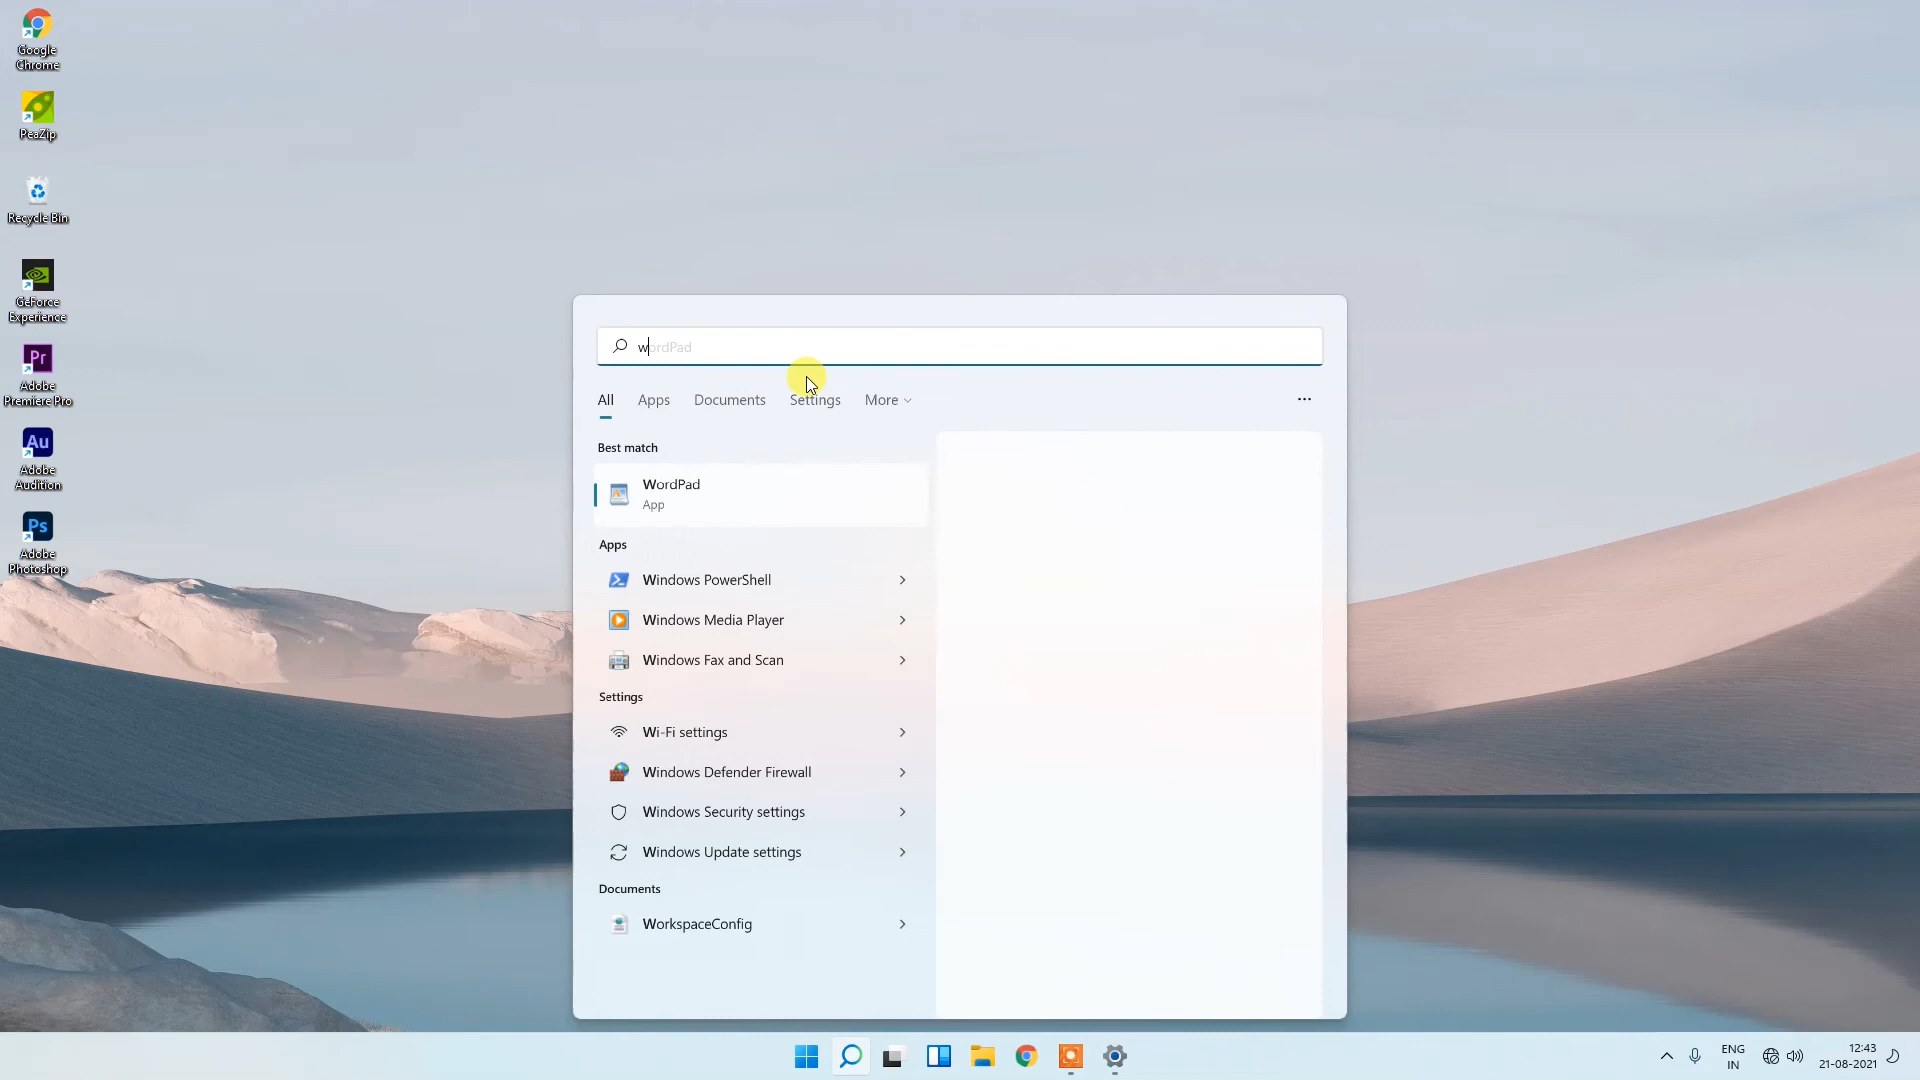 Google
Chrome
PeaZip
Recycle Bin
GeForce
Experience
Pr
Adobe
Premiere Pro
Au
Adobe
Audition
Ps
Adobe
Photoshop
wordPad
All Apps Documents Settings More
Best match
WordPad
App
Apps
Windows PowerShell
Windows Media Player
Windows Fax and Scan
Settings
Wi-Fi settings
Windows Defender Firewall
Windows Security settings
Windows Update settings
Documents
WorkspaceConfig
ENG
IN
12:43
21-08-2021